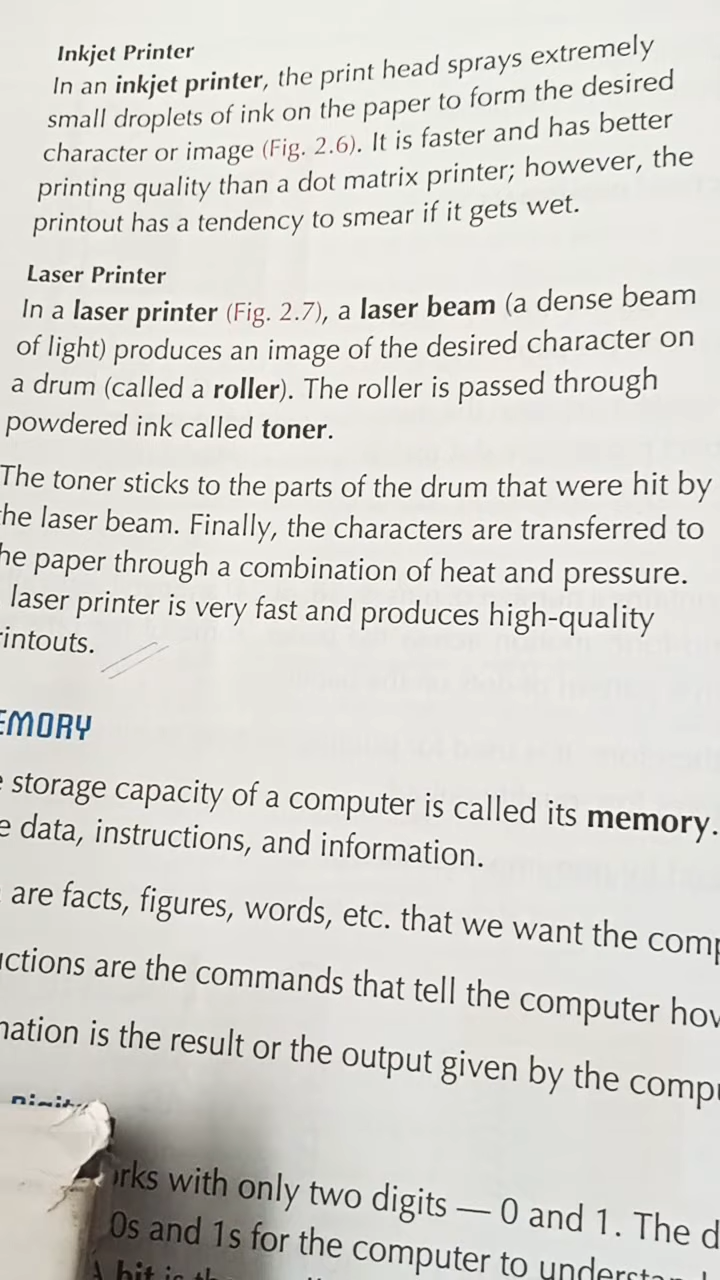 Inkjet Printer
In an inkjet printer, the print head sprays extremely
small droplets of ink on the paper to form the desired
character or image (Fig. 2.6). It is faster and has better
printing quality than a dot matrix printer; however, the
printout has a tendency to smear if it gets wet.
Laser Printer
In a laser printer (Fig. 2.7), a laser beam (a dense beam
of light) produces an image of the desired character on
a drum (called a roller). The roller is passed through
powdered ink called toner.
The toner sticks to the parts of the drum that were hit by
he laser beam. Finally, the characters are transferred to
he paper through a combination of heat and pressure.
laser printer is very fast and produces high-quality
intouts.
EMORY
storage capacity of a computer is called its memory.
data, instructions, and information.
are facts, figures, words, etc. that we want the comp
ctions are the commands that tell the computer how
mation is the result or the output given by the compu
rks with only two digits — 0 and 1. The d
0s and 1s for the computer to underst
A bit is